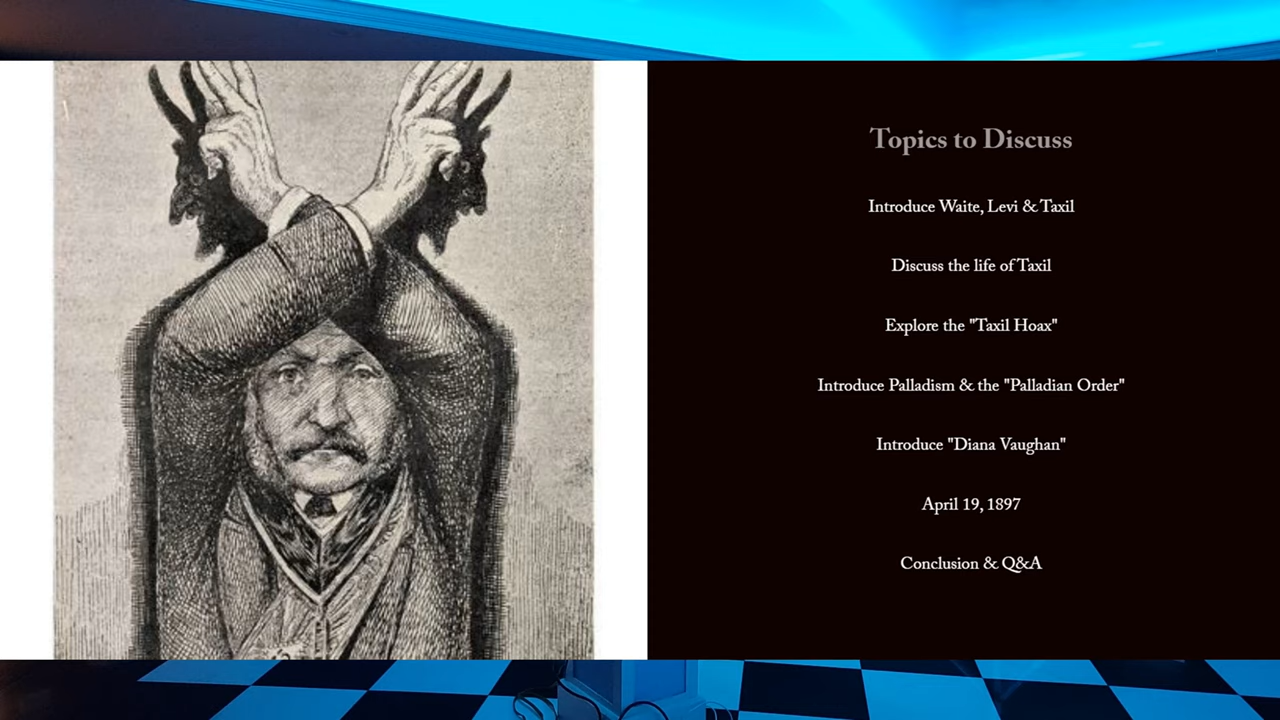 Topics to Discuss
Introduce Waite, Levi & Taxil
Discuss the life of Taxil
Explore the "Taxil Hoax"
Introduce Palladism & the "Palladian Order"
Introduce "Diana Vaughan"
April 19, 1897
Conclusion & Q&A